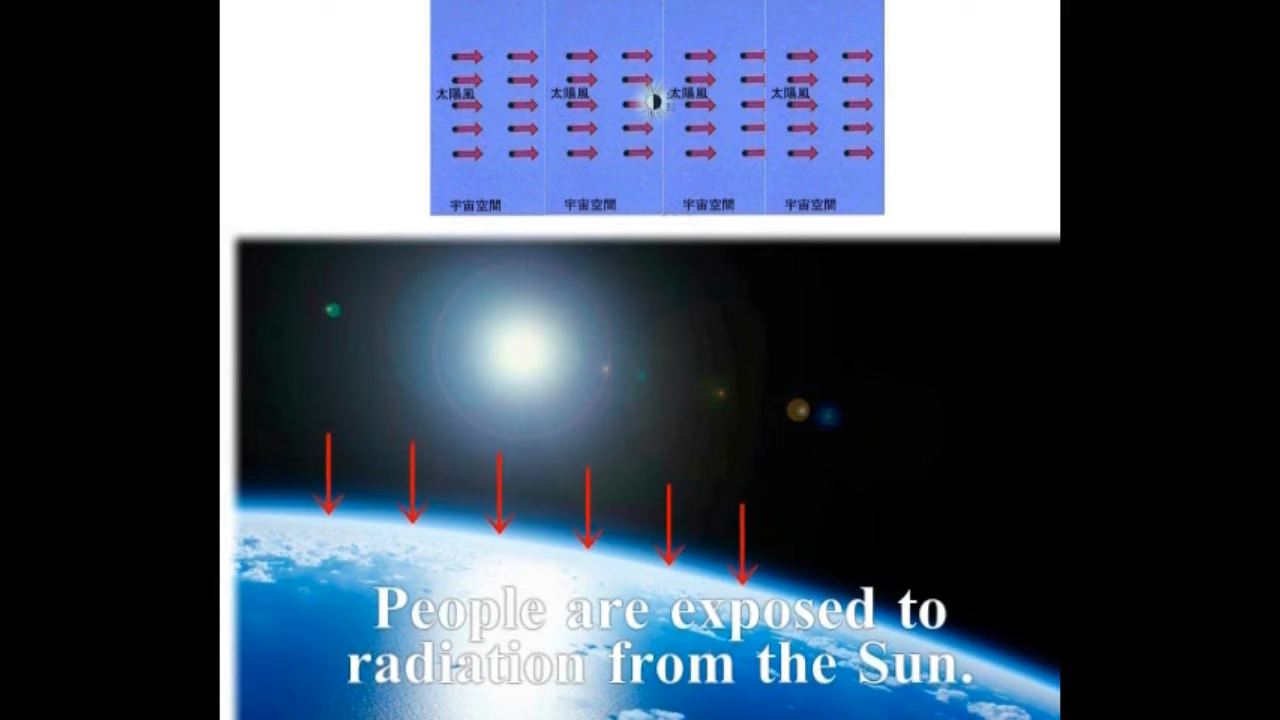 太陽風 太陽風 太陽風 太陽風
宇宙空間 宇宙空間 宇宙空間 宇宙空間
People are exposed to
radiation from the Sun.